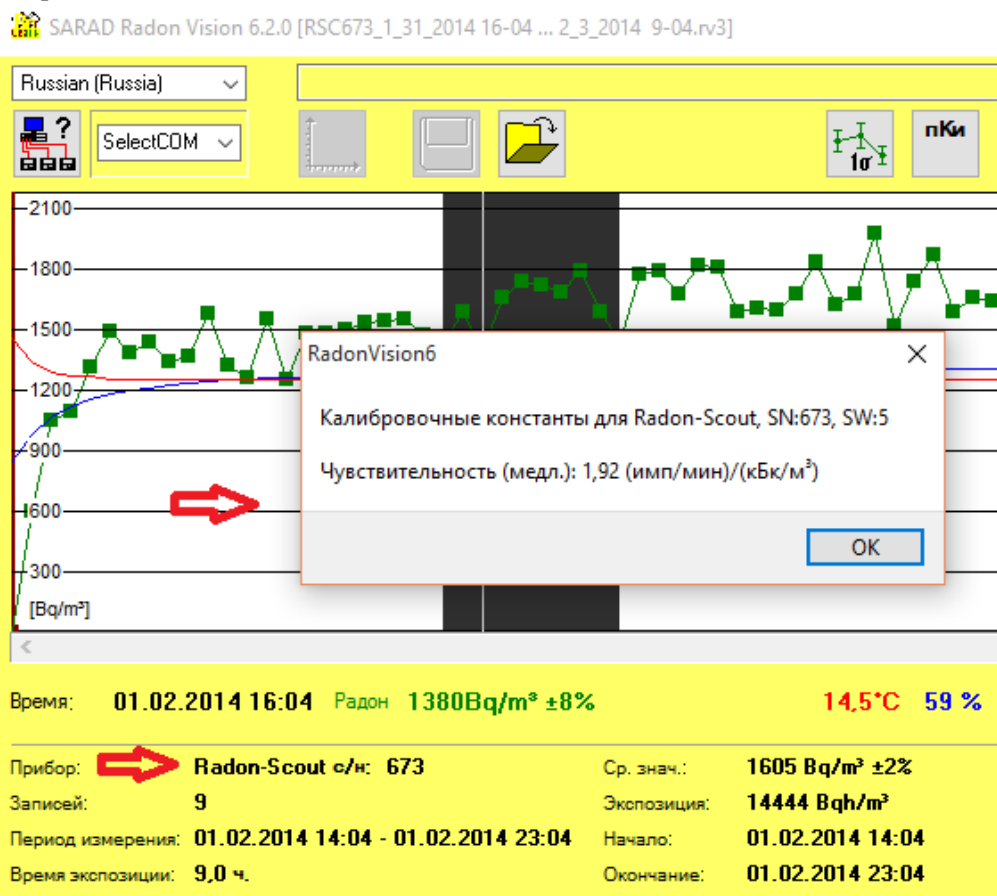 SARAD Radon Vision 6.2.0 [RSC673_1_31_2014 16-04 ... 2_3_2014 9-04.rv3]
Russian (Russia)
?
SelectCOM
1σ
пКи
2100
1800
1500
1200
900
600
300
[Bq/m³]
RadonVision6
Калибровочные константы для Radon-Scout, SN:673, SW:5
Чувствительность (медл.): 1,92 (имп/мин)/(кБк/м³)
OK
Время: 01.02.2014 16:04 Радон 1380Bq/m³ ±8% 14,5°C 59 %
Прибор: Radon-Scout с/н: 673 Ср. знач.: 1605 Bq/m³ ±2%
Записей: 9 Экспозиция: 14444 Bqh/m³
Период измерения: 01.02.2014 14:04 - 01.02.2014 23:04 Начало: 01.02.2014 14:04
Время экспозиции: 9,0 ч. Окончание: 01.02.2014 23:04